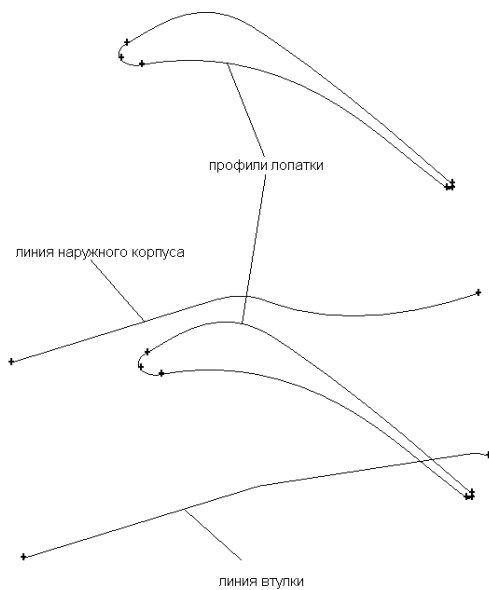 профили лопатки
линия наружного корпуса
линия втулки